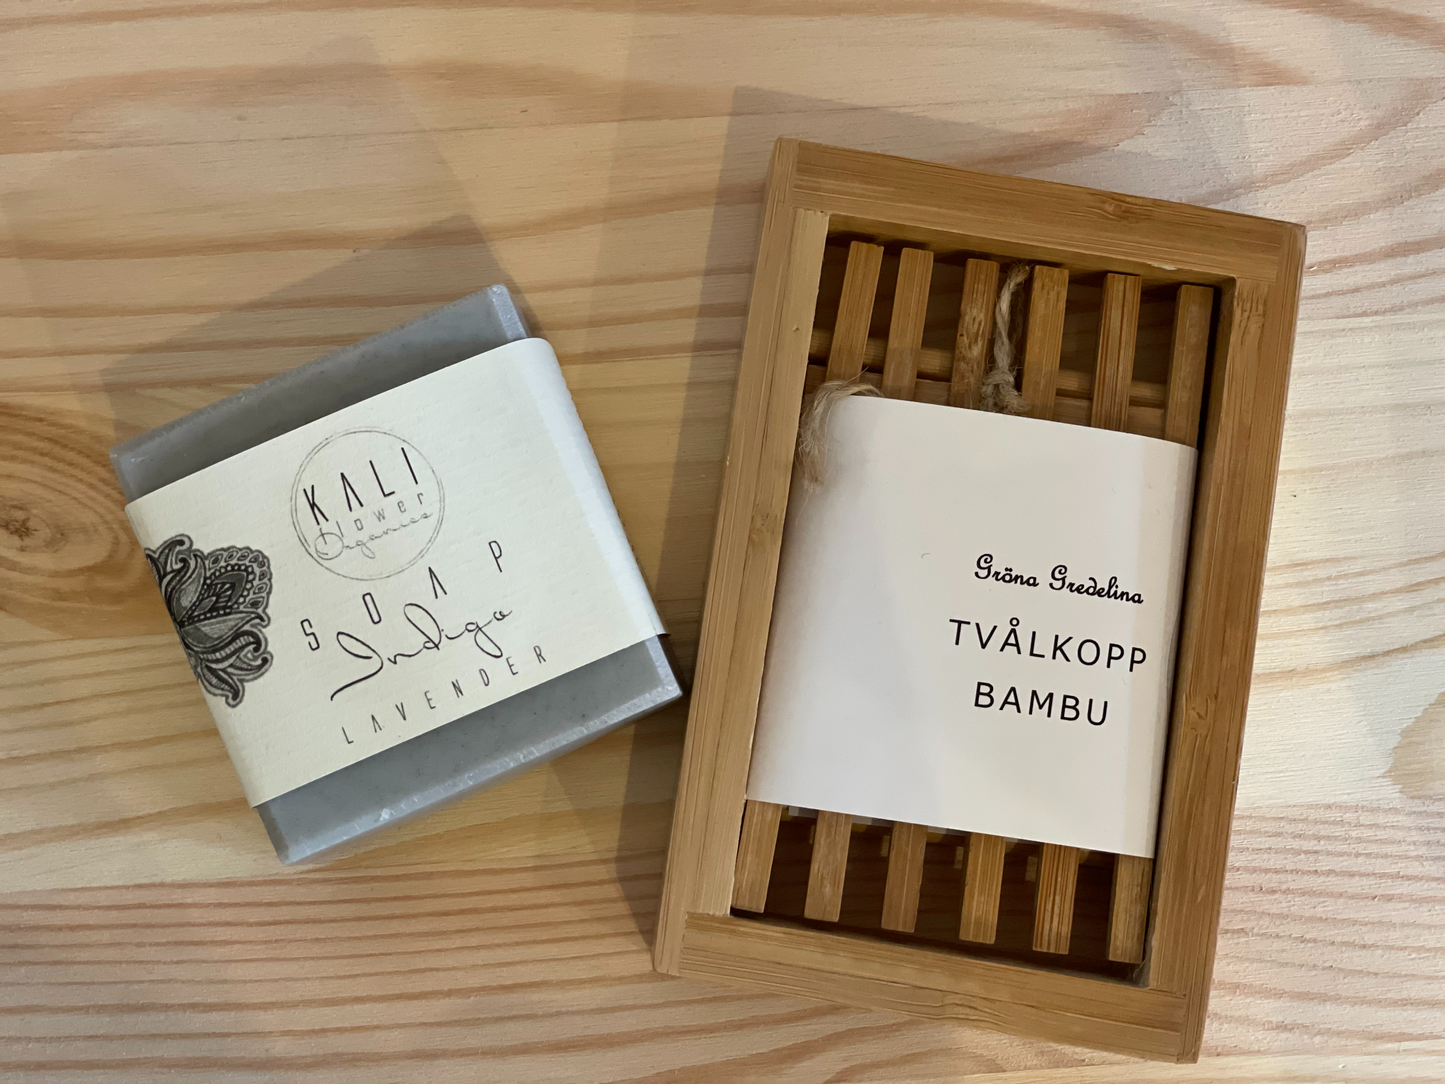 KALI
flower
Organics
SOAP
Indigo
LAVENDER
Gröna Gredelina
TVÅLKOPP
BAMBU